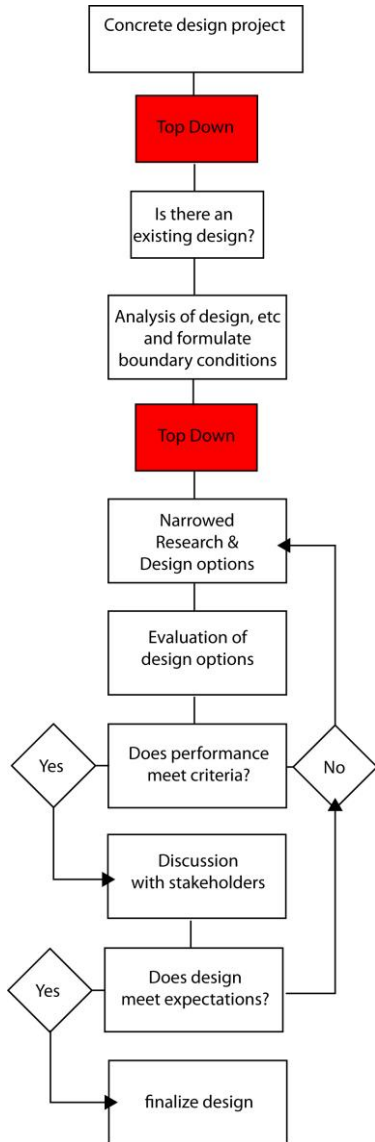 Concrete design project
Top Down
Is there an
existing design?
Analysis of design, etc
and formulate
boundary conditions
Top Down
Narrowed
Research &
Design options
Evaluation of
design options
Does performance
meet criteria?
Yes
No
Discussion
with stakeholders
Does design
meet expectations?
Yes
finalize design